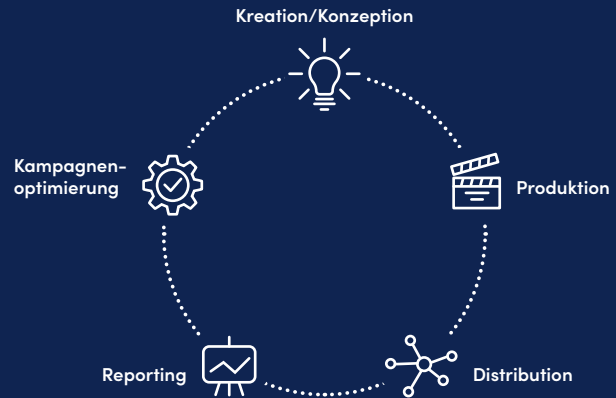 Kreation/Konzeption
Produktion
Distribution
Reporting
Kampagnen-
optimierung